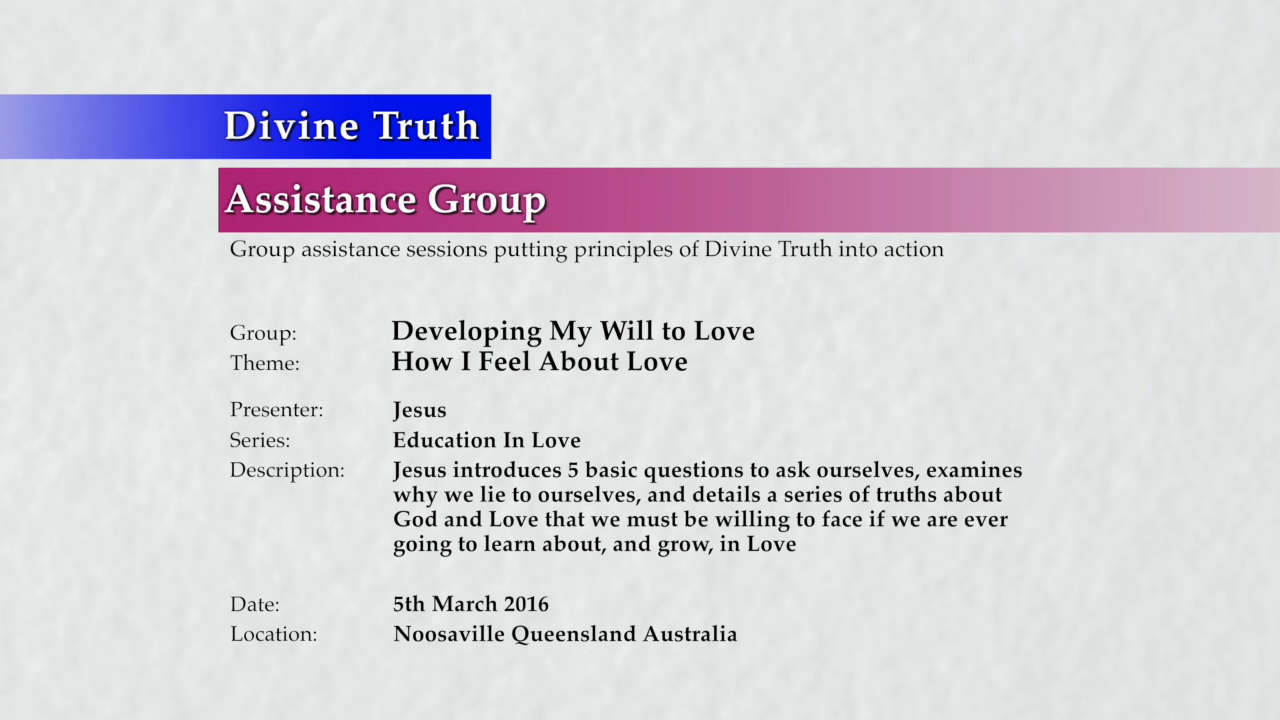 Divine Truth
Assistance Group
Group assistance sessions putting principles of Divine Truth into action
Group: Developing My Will to Love
Theme: How I Feel About Love
Presenter: Jesus
Series: Education In Love
Description: Jesus introduces 5 basic questions to ask ourselves, examines
why we lie to ourselves, and details a series of truths about
God and Love that we must be willing to face if we are ever
going to learn about, and grow, in Love
Date: 5th March 2016
Location: Noosaville Queensland Australia